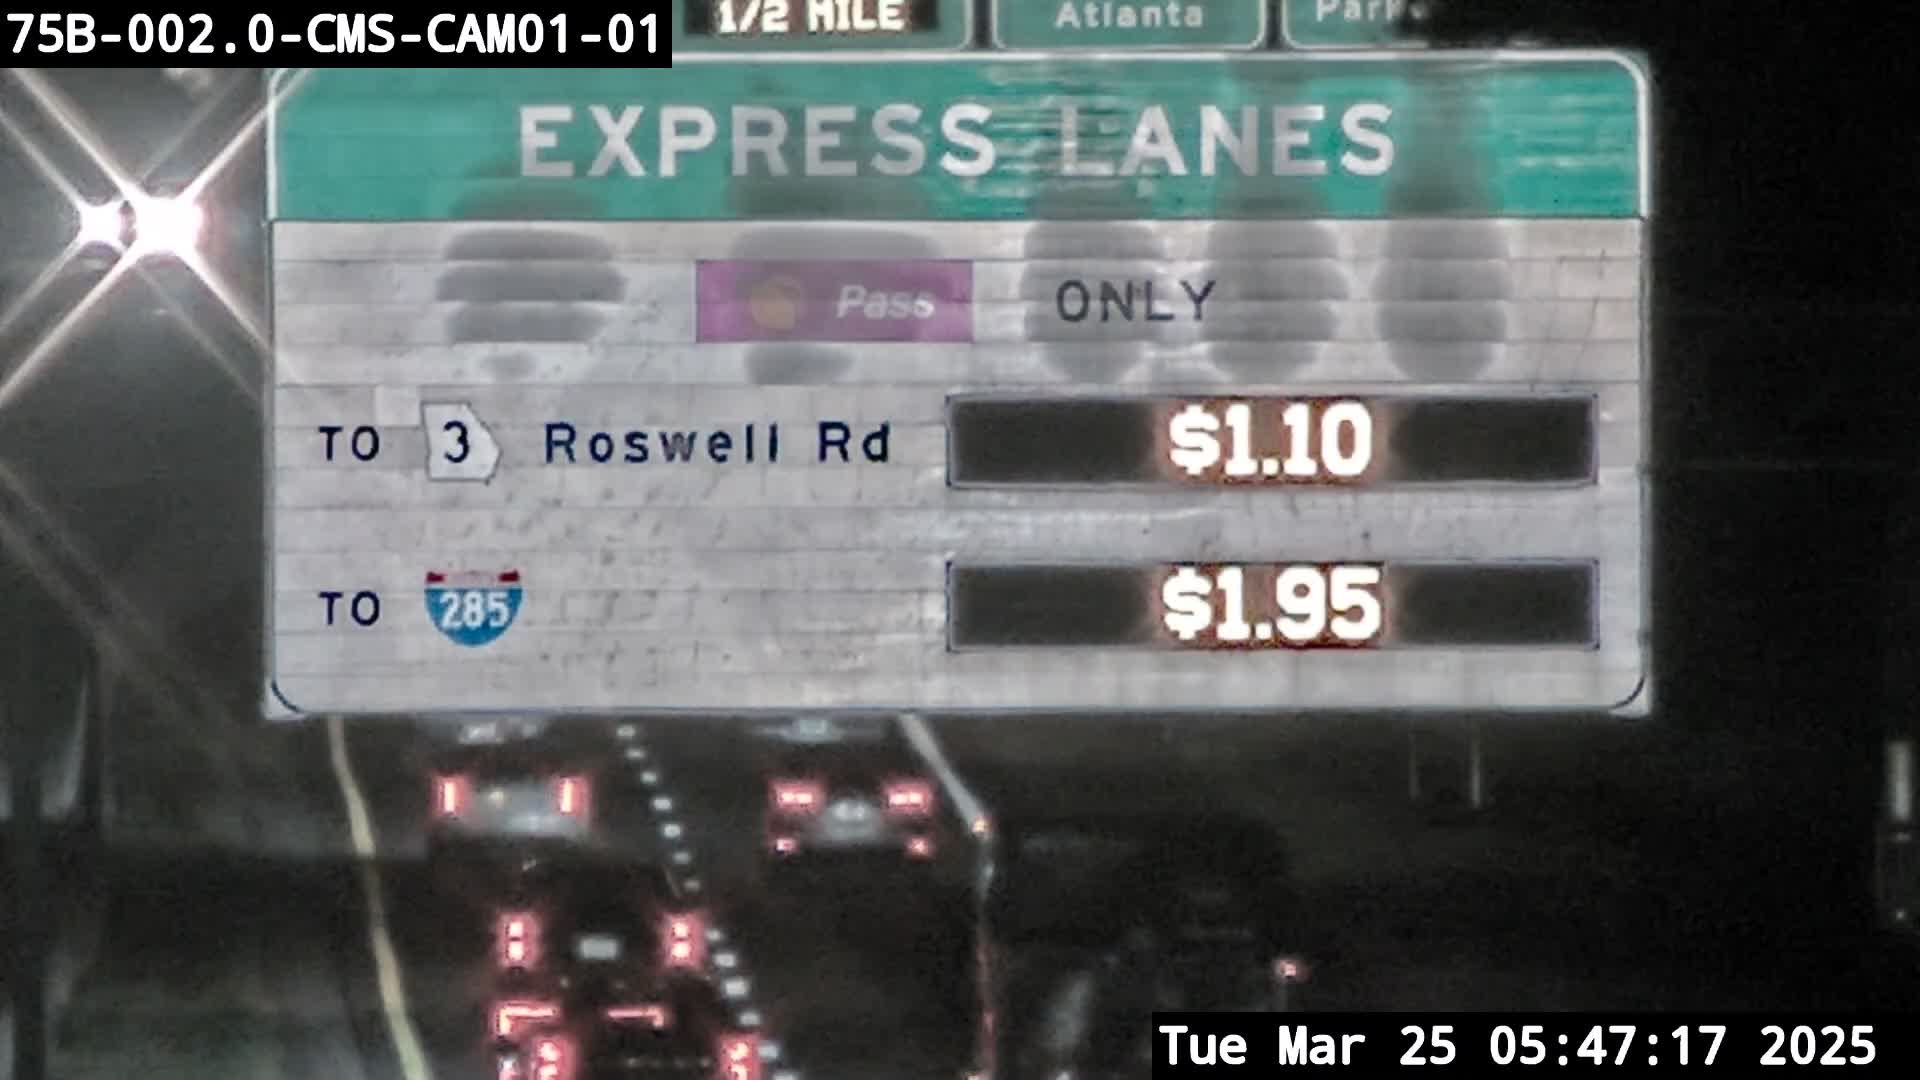 75B-002.0-CMS-CAM01-01
1/2 MILE
Atlanta
EXPRESS LANES
Pass ONLY
TO 3 Roswell Rd $1.10
TO 285 $1.95
Tue Mar 25 05:47:17 2025